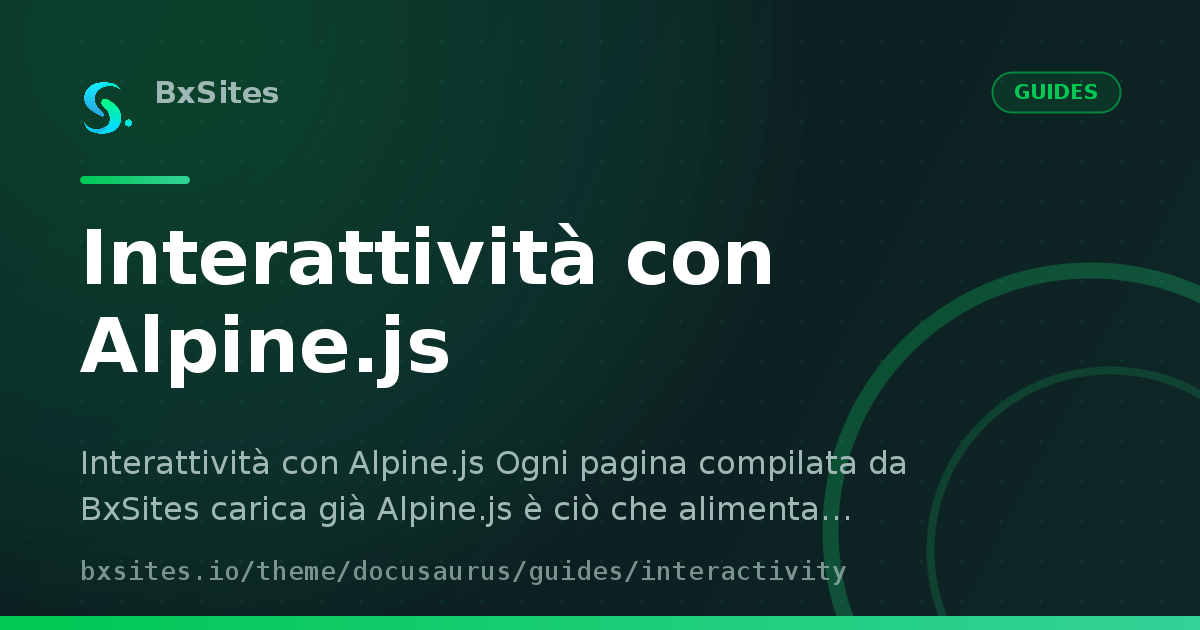 BxSites
GUIDES
Interattività con
Alpine.js
Interattività con Alpine.js Ogni pagina compilata da
BxSites carica già Alpine.js è ciò che alimenta...
bxsites.io/theme/docusaurus/guides/interactivity